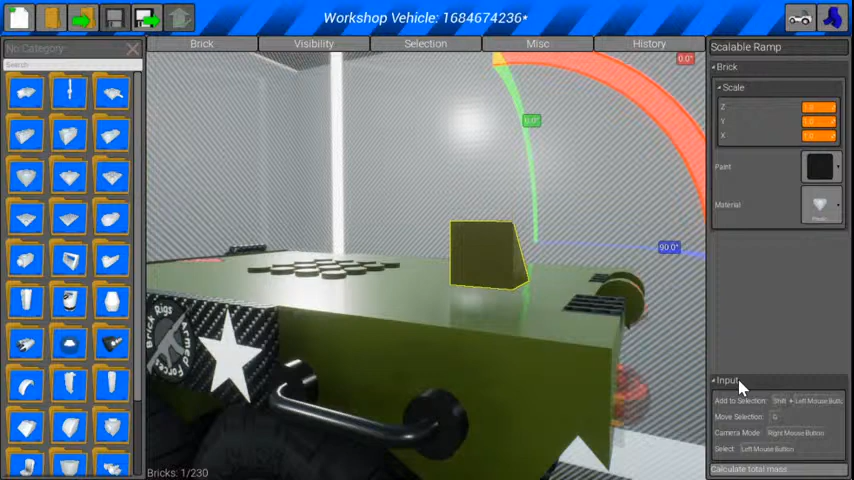 Workshop Vehicle: 1684674236*
No Category
Search
Brick
Visibility
Selection
Misc
History
Scalable Ramp
Brick
Scale
Z
Y
X
Paint
Material
Plastic
0.0°
0.0°
90.0°
Brick Rigs Armed Forces
Input
Add to Selection: Shift + Left Mouse Butt
Move Selection: G
Camera Mode: Right Mouse Button
Select: Left Mouse Button
Bricks: 1/230
Calculate total mass